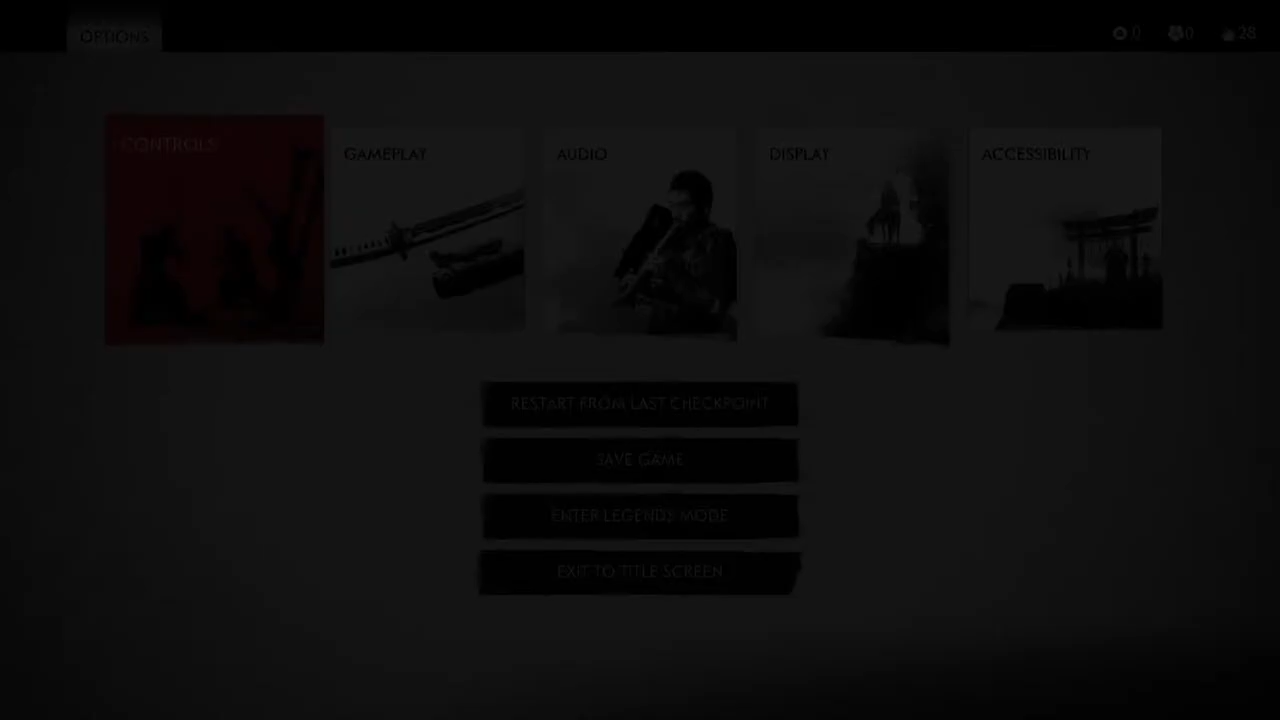 OPTIONS
0 0 28
CONTROLS
GAMEPLAY
AUDIO
DISPLAY
ACCESSIBILITY
RESTART FROM LAST CHECKPOINT
SAVE GAME
ENTER LEGENDS MODE
EXIT TO TITLE SCREEN